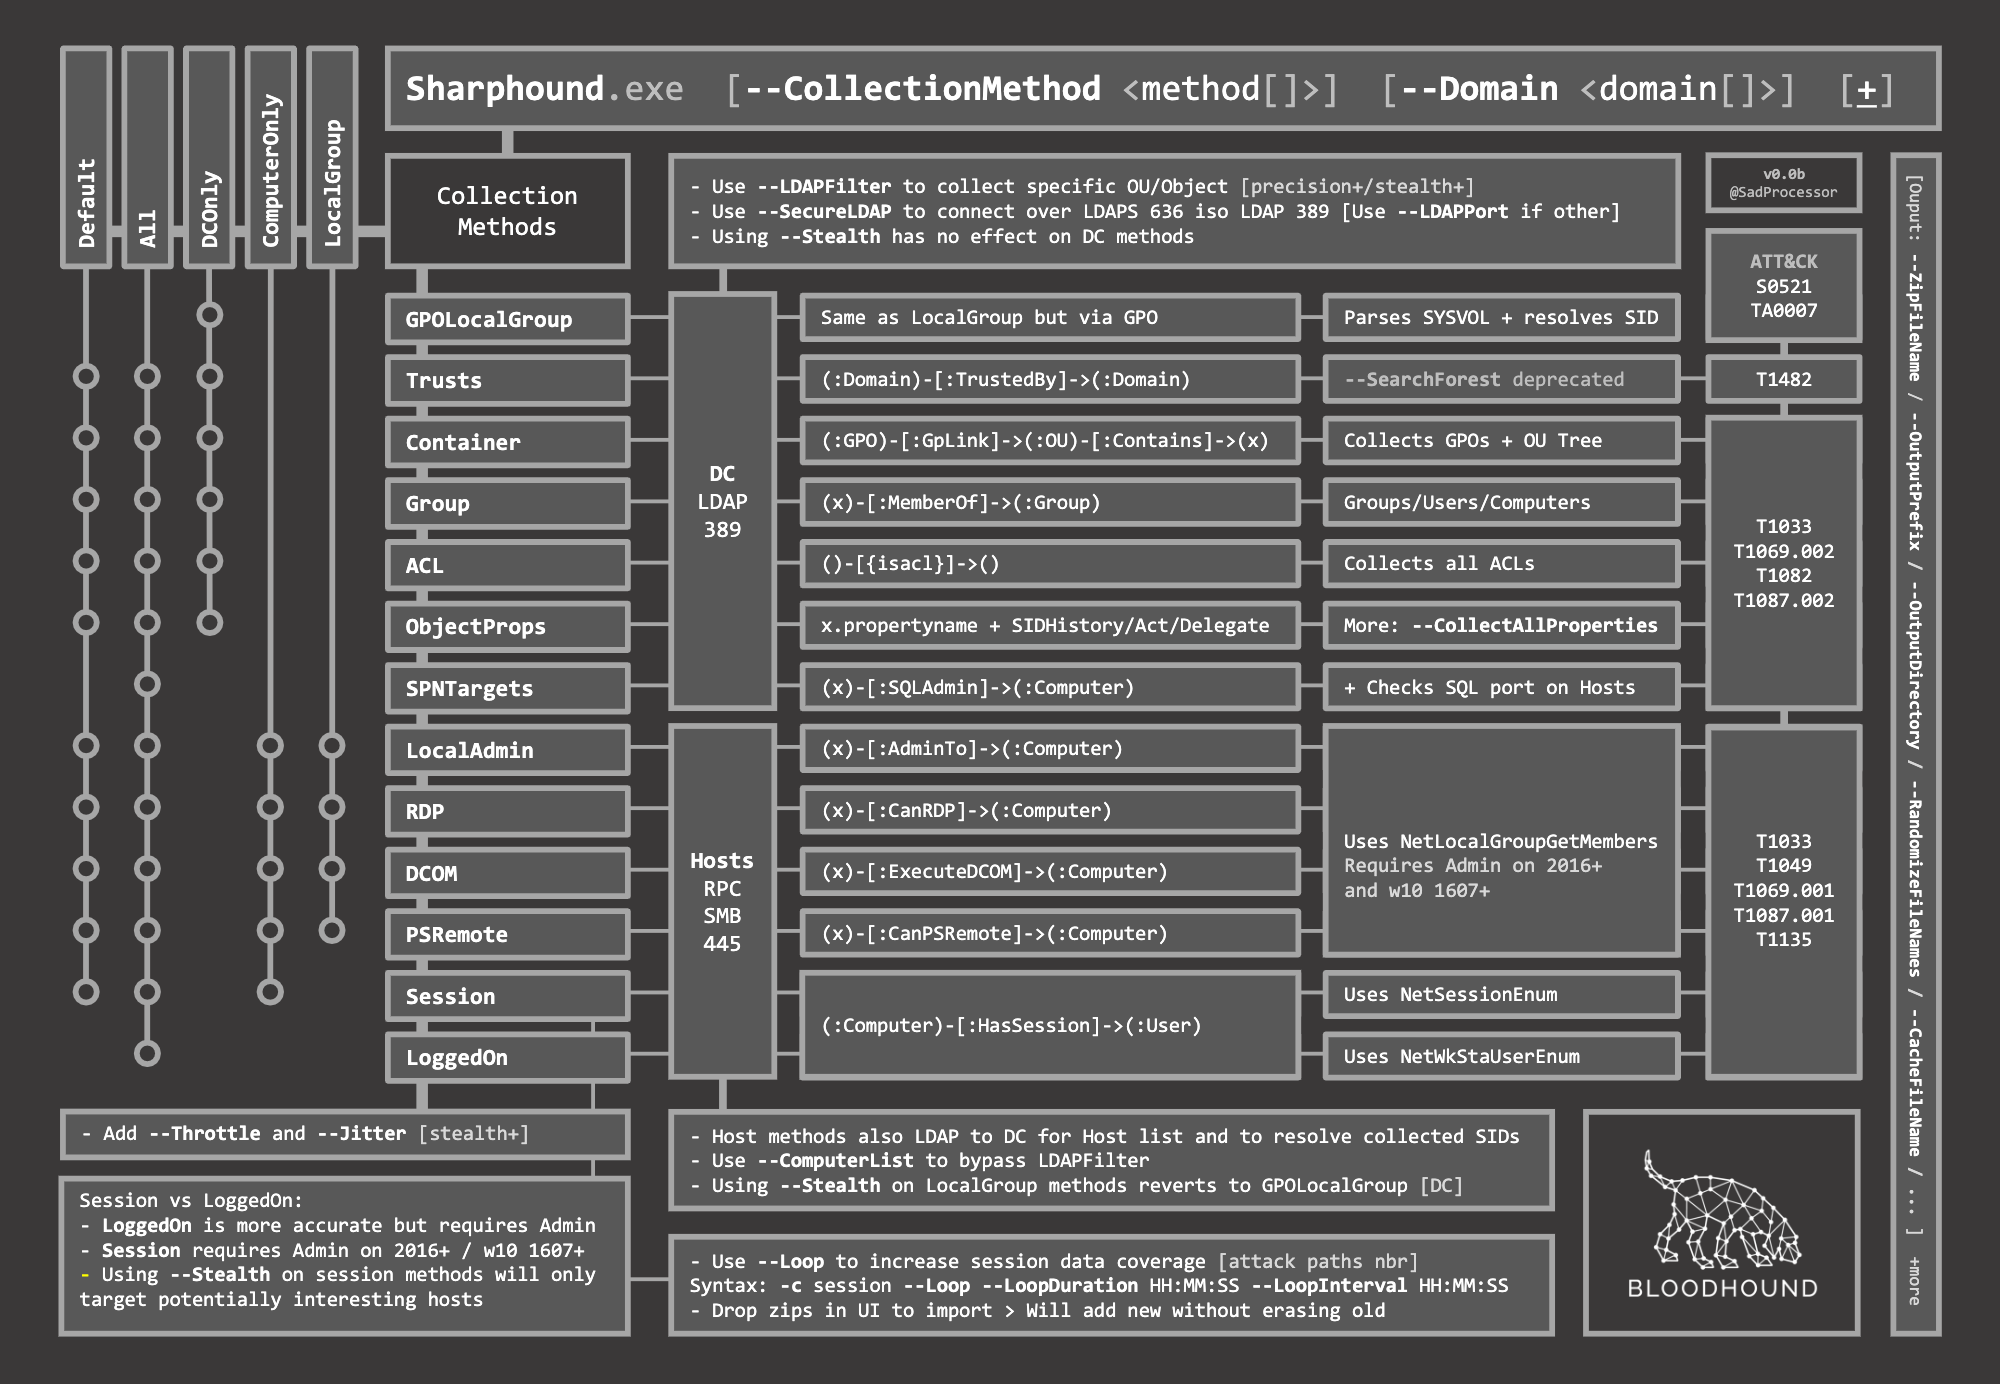 Default
All
DCOnly
ComputerOnly
LocalGroup
Sharphound.exe [--CollectionMethod <method[]>] [--Domain <domain[]>] [+]
Collection
Methods
- Use --LDAPFilter to collect specific OU/Object [precision+/stealth+]
- Use --SecureLDAP to connect over LDAPS 636 iso LDAP 389 [Use --LDAPPort if other]
- Using --Stealth has no effect on DC methods
v0.0b
@SadProcessor
ATT&CK
S0521
TA0007
GPOLocalGroup
Trusts
Container
Group
ACL
ObjectProps
SPNTargets
LocalAdmin
RDP
DCOM
PSRemote
Session
LoggedOn
DC
LDAP
389
Hosts
RPC
SMB
445
Same as LocalGroup but via GPO
(:Domain)-[:TrustedBy]->(:Domain)
(:GPO)-[:GpLink]->(:OU)-[:Contains]->(x)
(x)-[:MemberOf]->(:Group)
()-[{isacl}]->()
x.propertyname + SIDHistory/Act/Delegate
(x)-[:SQLAdmin]->(:Computer)
(x)-[:AdminTo]->(:Computer)
(x)-[:CanRDP]->(:Computer)
(x)-[:ExecuteDCOM]->(:Computer)
(x)-[:CanPSRemote]->(:Computer)
(:Computer)-[:HasSession]->(:User)
Parses SYSVOL + resolves SID
--SearchForest deprecated
Collects GPOs + OU Tree
Groups/Users/Computers
Collects all ACLs
More: --CollectAllProperties
+ Checks SQL port on Hosts
Uses NetLocalGroupGetMembers
Requires Admin on 2016+
and w10 1607+
Uses NetSessionEnum
Uses NetWkStaUserEnum
T1482
T1033
T1069.002
T1082
T1087.002
T1033
T1049
T1069.001
T1087.001
T1135
[Ouput: --ZipFileName / --OutputPrefix / --OutputDirectory / --RandomizeFileNames / --CacheFileName / ... ] +more
- Add --Throttle and --Jitter [stealth+]
Session vs LoggedOn:
- LoggedOn is more accurate but requires Admin
- Session requires Admin on 2016+ / w10 1607+
- Using --Stealth on session methods will only
target potentially interesting hosts
- Host methods also LDAP to DC for Host list and to resolve collected SIDs
- Use --ComputerList to bypass LDAPFilter
- Using --Stealth on LocalGroup methods reverts to GPOLocalGroup [DC]
- Use --Loop to increase session data coverage [attack paths nbr]
Syntax: -c session --Loop --LoopDuration HH:MM:SS --LoopInterval HH:MM:SS
- Drop zips in UI to import > Will add new without erasing old
BLOODHOUND